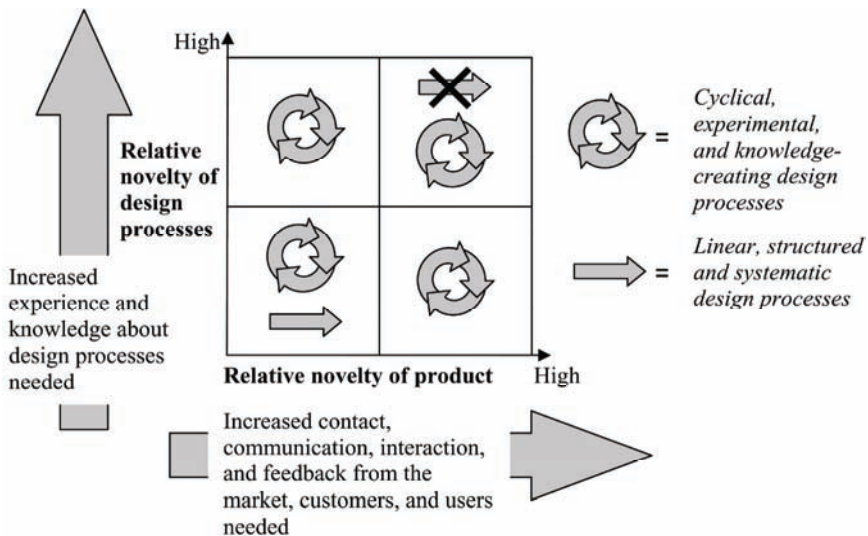 High
Relative novelty of
design
processes
Increased
experience and
knowledge about
design processes
needed
Relative novelty of product
High
Increased contact,
communication, interaction,
and feedback from the
market, customers, and users
needed
=
Cyclical,
experimental,
and knowledge-
creating design
processes
=
Linear, structured
and systematic
design processes